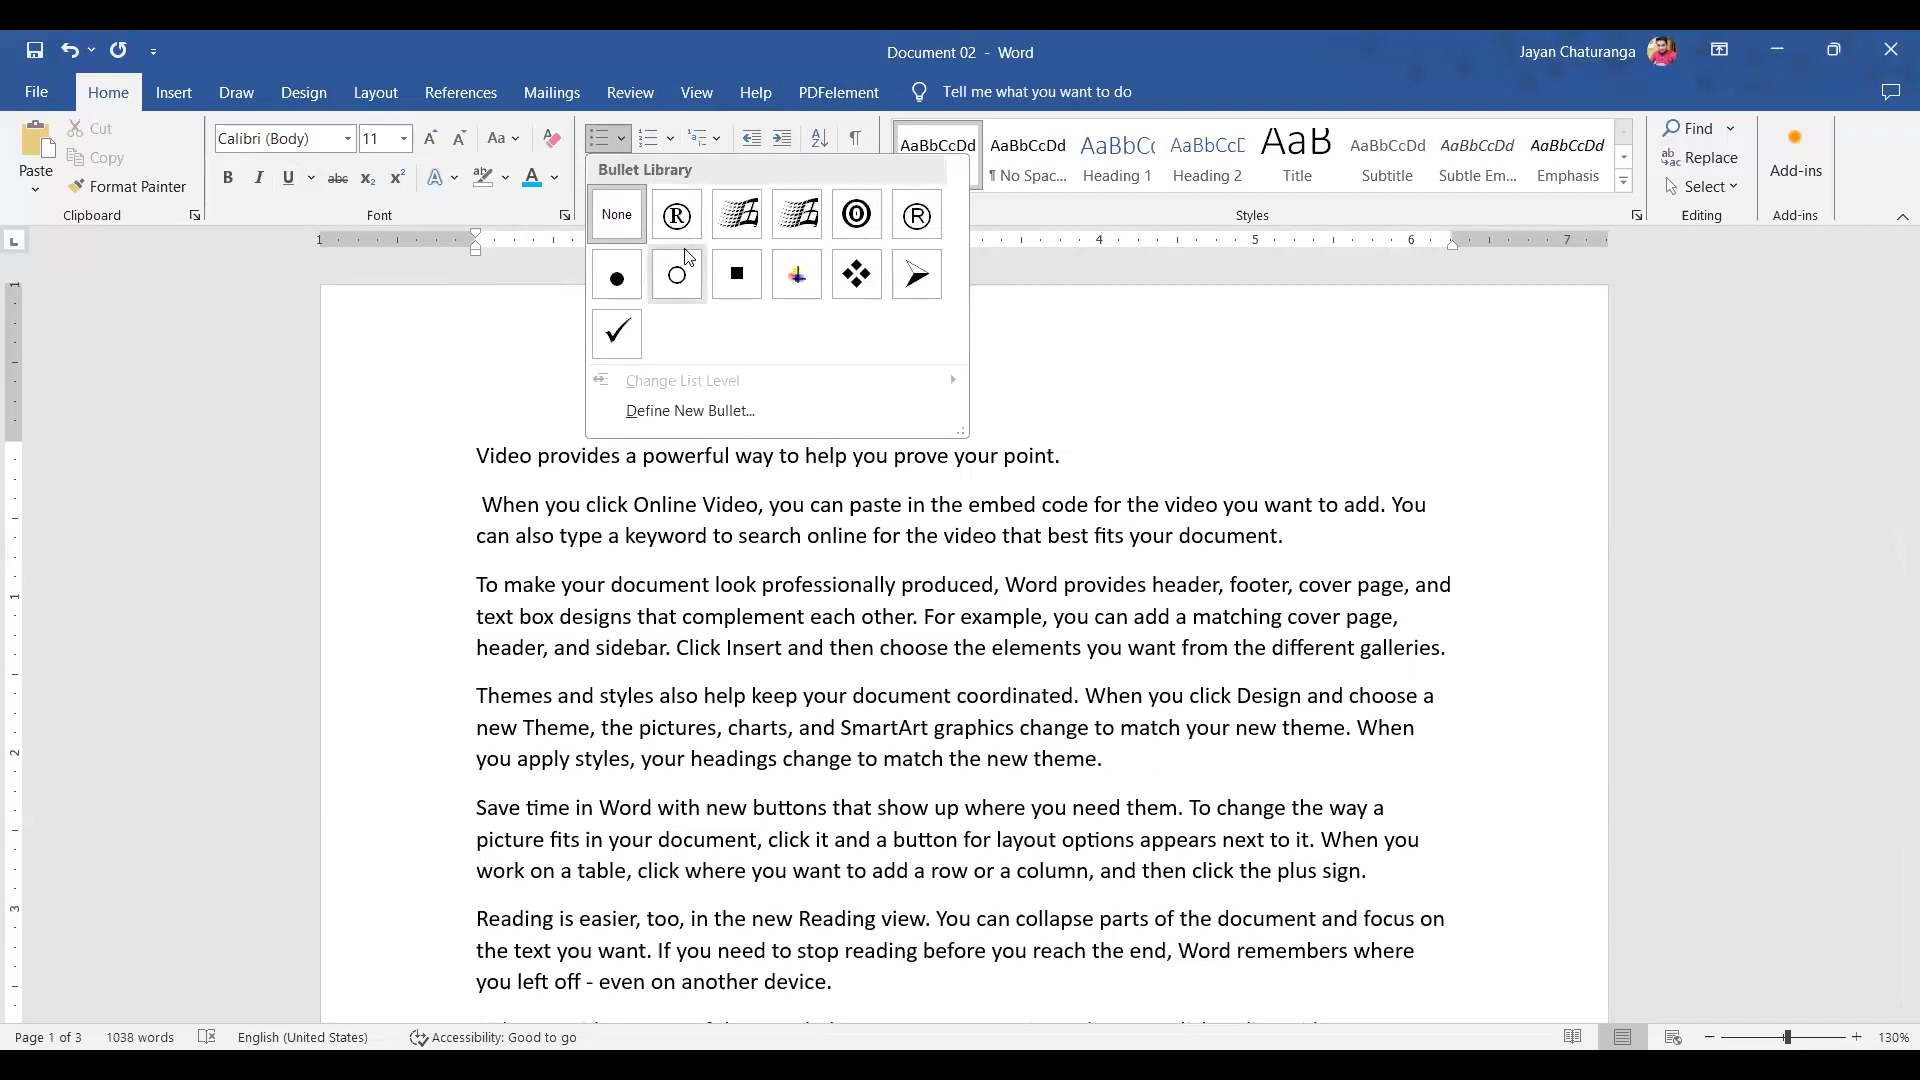 Document 02 - Word
Jayan Chaturanga
File Home Insert Draw Design Layout References Mailings Review View Help PDFelement Tell me what you want to do
Cut
Copy
Format Painter
Paste
Clipboard
Calibri (Body) 11
Aa
B I U abc x₂ x² A A
Font
AaBbCcDd AaBbCcDd AaBbCc AaBbCcE AaB AaBbCcDd AaBbCcDd AaBbCcDd
¶ No Spac... Heading 1 Heading 2 Title Subtitle Subtle Em... Emphasis
Styles
Find
Replace
Select
Editing
Add-ins
Add-ins
Bullet Library
None
Change List Level
Define New Bullet...
1 4 5 6 7
Video provides a powerful way to help you prove your point.
When you click Online Video, you can paste in the embed code for the video you want to add. You
can also type a keyword to search online for the video that best fits your document.
To make your document look professionally produced, Word provides header, footer, cover page, and
text box designs that complement each other. For example, you can add a matching cover page,
header, and sidebar. Click Insert and then choose the elements you want from the different galleries.
Themes and styles also help keep your document coordinated. When you click Design and choose a
new Theme, the pictures, charts, and SmartArt graphics change to match your new theme. When
you apply styles, your headings change to match the new theme.
Save time in Word with new buttons that show up where you need them. To change the way a
picture fits in your document, click it and a button for layout options appears next to it. When you
work on a table, click where you want to add a row or a column, and then click the plus sign.
Reading is easier, too, in the new Reading view. You can collapse parts of the document and focus on
the text you want. If you need to stop reading before you reach the end, Word remembers where
you left off - even on another device.
Page 1 of 3 1038 words English (United States) Accessibility: Good to go 130%